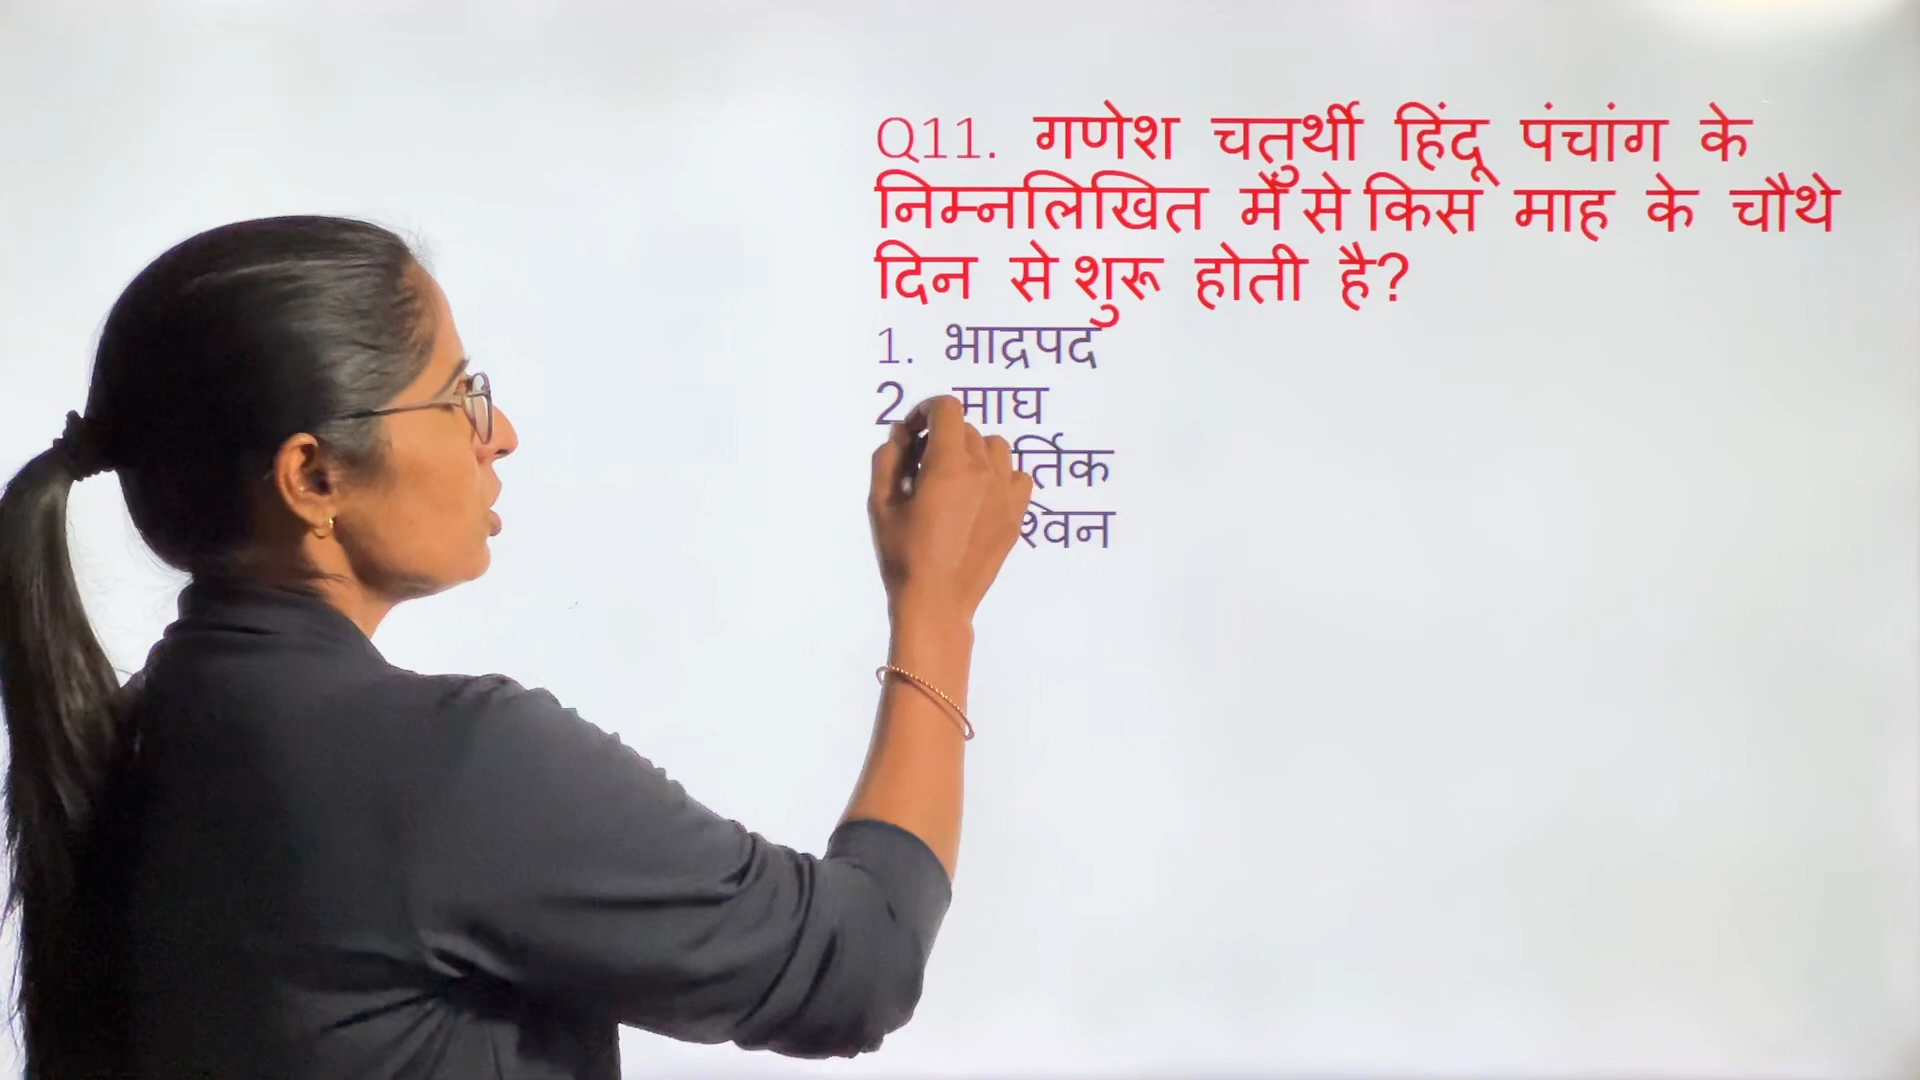 Q11. गणेश चतुर्थी हिंदू पंचांग के
निम्नलिखित में से किस माह के चौथे
दिन से शुरू होती है?
1. भाद्रपद
2. माघ